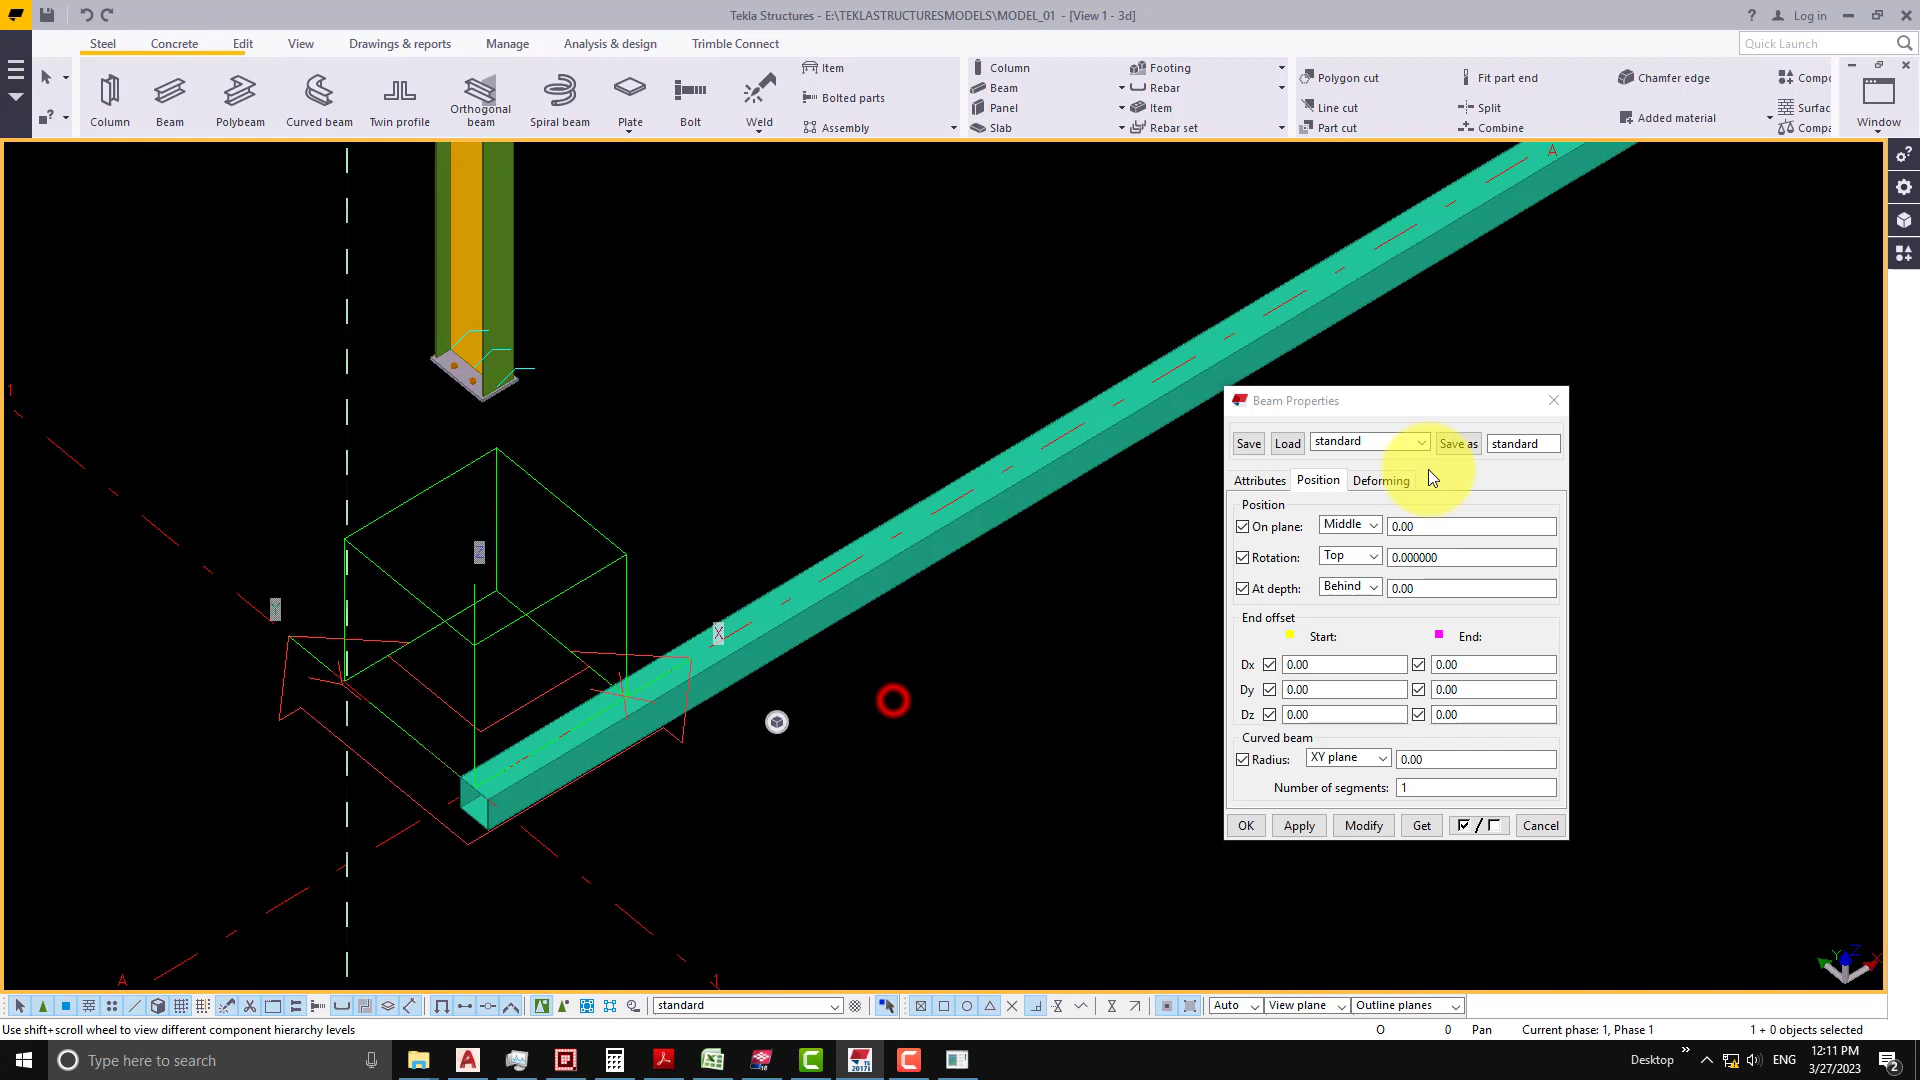 Tekla Structures - E:\TEKLASTRUCTURESMODELS\MODEL_01 - [View 1 - 3d]
? Log in
Steel Concrete Edit View Drawings & reports Manage Analysis & design Trimble Connect
Quick Launch
Column
Beam
Polybeam
Curved beam
Twin profile
Orthogonal
beam
Spiral beam
Plate
Bolt
Weld
Item
Bolted parts
Assembly
Column
Beam
Panel
Slab
Footing
Rebar
Item
Rebar set
Polygon cut
Line cut
Part cut
Fit part end
Split
Combine
Chamfer edge
Added material
Compo
Surfac
Compa
Window
A
1
Z
Y
X
A
1
Y Z X
Beam Properties
Save Load standard Save as standard
Attributes Position Deforming
Position
On plane: Middle 0.00
Rotation: Top 0.000000
At depth: Behind 0.00
End offset
Start: End:
Dx 0.00 0.00
Dy 0.00 0.00
Dz 0.00 0.00
Curved beam
Radius: XY plane 0.00
Number of segments: 1
OK Apply Modify Get / Cancel
standard Auto View plane Outline planes
Use shift+scroll wheel to view different component hierarchy levels
O 0 Pan Current phase: 1, Phase 1 1 + 0 objects selected
Type here to search
Desktop » ENG
12:11 PM
3/27/2023
2